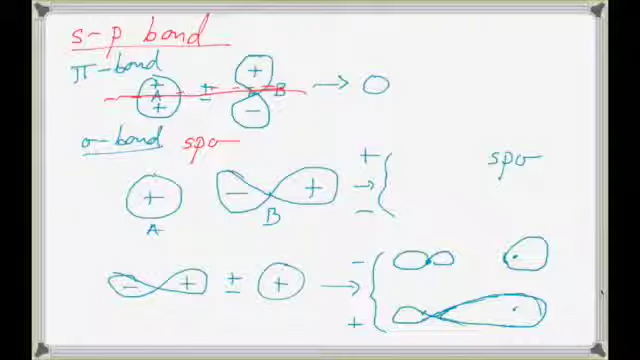 s-p bond
π-bond
+ A + ± + B − → 0
σ-bond spσ
+ A − B + + → − spσ
− + ± + → − +